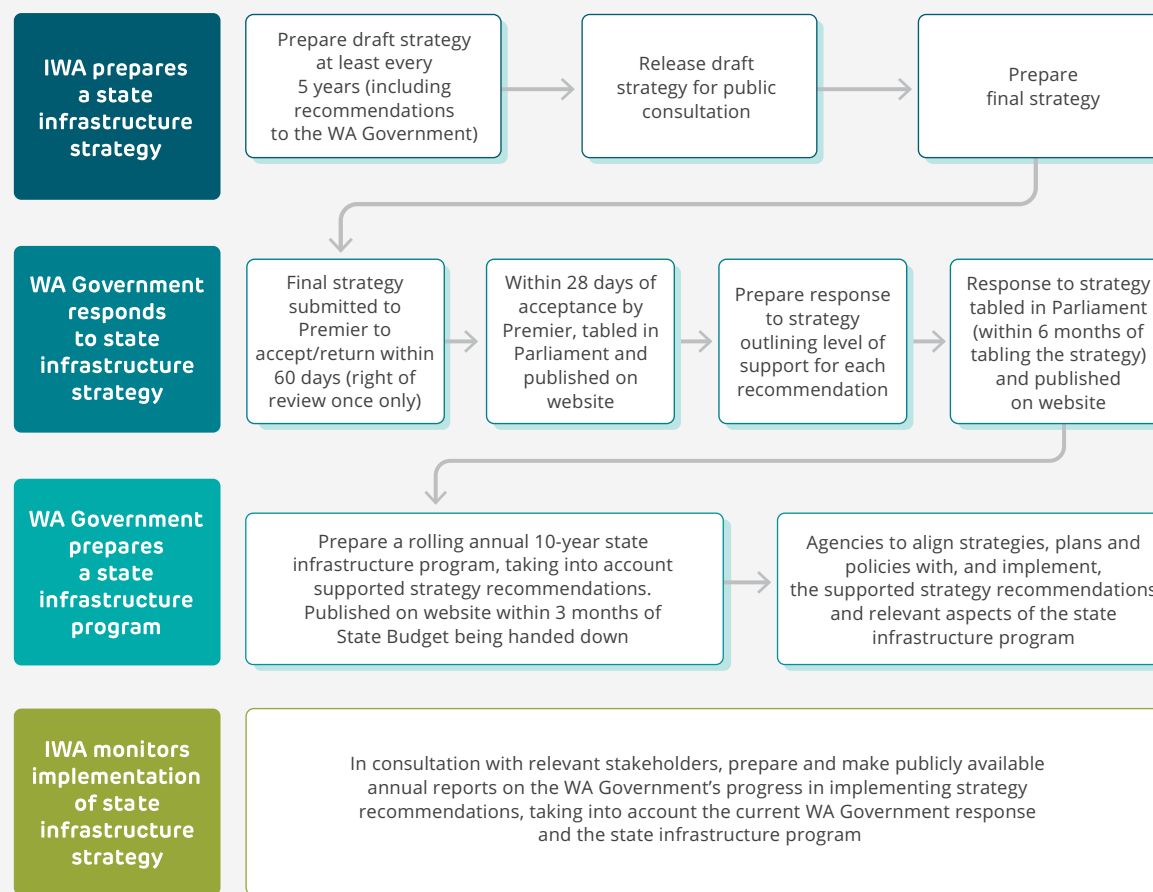 IWA prepares
a state
infrastructure
strategy
Prepare draft strategy
at least every
5 years (including
recommendations
to the WA Government)
Release draft
strategy for public
consultation
Prepare
final strategy
WA Government
responds
to state
infrastructure
strategy
Final strategy
submitted to
Premier to
accept/return within
60 days (right of
review once only)
Within 28 days of
acceptance by
Premier, tabled in
Parliament and
published on
website
Prepare response
to strategy
outlining level of
support for each
recommendation
Response to strategy
tabled in Parliament
(within 6 months of
tabling the strategy)
and published
on website
WA Government
prepares
a state
infrastructure
program
Prepare a rolling annual 10-year state
infrastructure program, taking into account
supported strategy recommendations.
Published on website within 3 months of
State Budget being handed down
Agencies to align strategies, plans and
policies with, and implement,
the supported strategy recommendations
and relevant aspects of the state
infrastructure program
IWA monitors
implementation
of state
infrastructure
strategy
In consultation with relevant stakeholders, prepare and make publicly available
annual reports on the WA Government’s progress in implementing strategy
recommendations, taking into account the current WA Government response
and the state infrastructure program